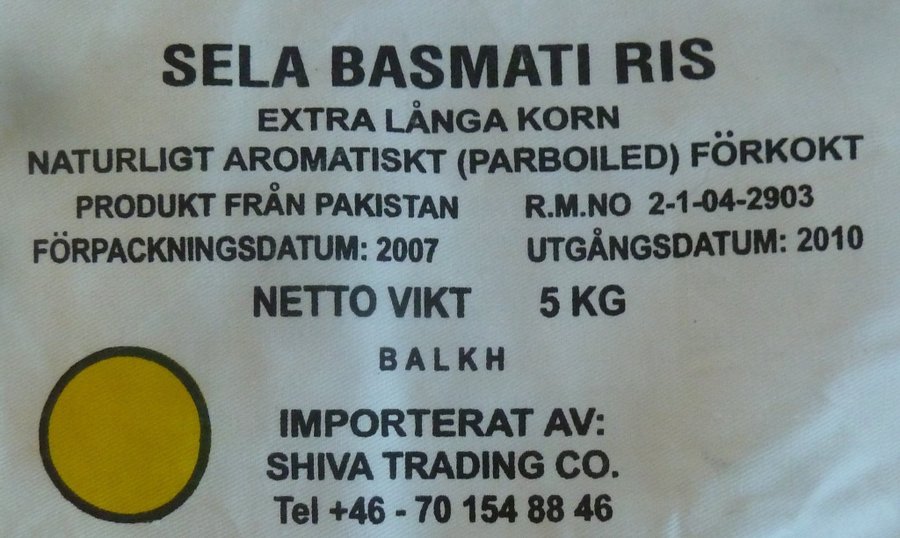 SELA BASMATI RIS
EXTRA LÅNGA KORN
NATURLIGT AROMATISKT (PARBOILED) FÖRKOKT
PRODUKT FRÅN PAKISTAN R.M.NO 2-1-04-2903
FÖRPACKNINGSDATUM: 2007 UTGÅNGSDATUM: 2010
NETTO VIKT 5 KG
BALKH
IMPORTERAT AV:
SHIVA TRADING CO.
Tel +46 - 70 154 88 46